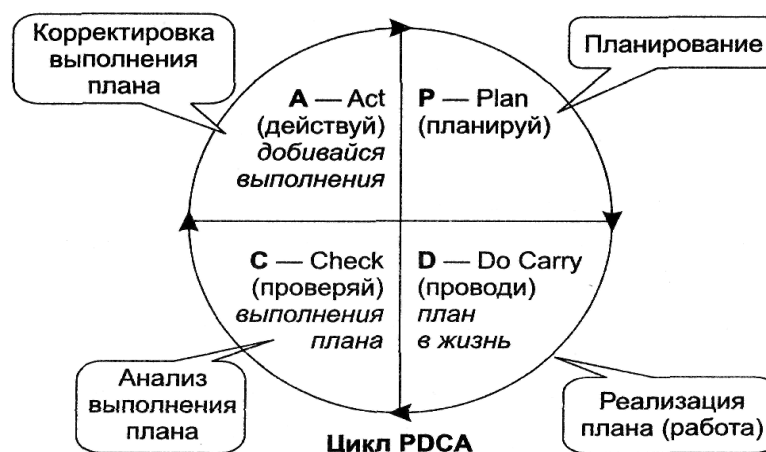 Корректировка
выполнения
плана
Планирование
A — Act
(действуй)
добивайся
выполнения
P — Plan
(планируй)
C — Check
(проверяй)
выполнения
плана
D — Do Carry
(проводи)
план
в жизнь
Анализ
выполнения
плана
Реализация
плана (работа)
Цикл PDCA